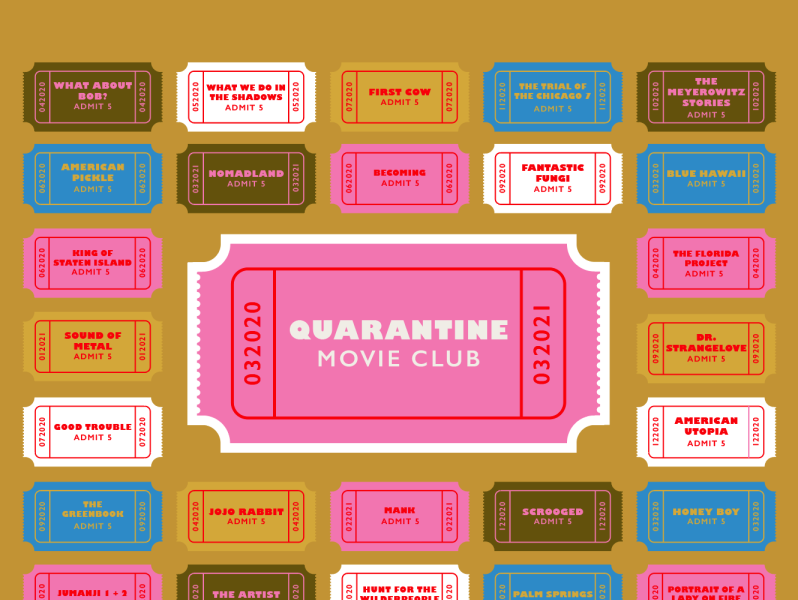 042020
WHAT ABOUT
BOB?
ADMIT 5
042020
052020
WHAT WE DO IN
THE SHADOWS
ADMIT 5
052020
072020
FIRST COW
ADMIT 5
072020
112020
THE TRIAL OF
THE CHICAGO 7
ADMIT 5
112020
102020
THE
MEYEROWITZ
STORIES
ADMIT 5
102020
062020
AMERICAN
PICKLE
ADMIT 5
062020
032021
NOMADLAND
ADMIT 5
032021
062020
BECOMING
ADMIT 5
062020
092020
FANTASTIC
FUNGI
ADMIT 5
092020
032020
BLUE HAWAII
ADMIT 5
032020
062020
KING OF
STATEN ISLAND
ADMIT 5
062020
032020
QUARANTINE
MOVIE CLUB
032021
042020
THE FLORIDA
PROJECT
ADMIT 5
042020
012021
SOUND OF
METAL
ADMIT 5
012021
092020
DR.
STRANGELOVE
ADMIT 5
092020
072020
GOOD TROUBLE
ADMIT 5
072020
122020
AMERICAN
UTOPIA
ADMIT 5
122020
092020
THE
GREENBOOK
ADMIT 5
092020
042020
JOJO RABBIT
ADMIT 5
042020
022021
MANK
ADMIT 5
022021
122020
SCROOGED
ADMIT 5
122020
032020
HONEY BOY
ADMIT 5
032020
JUMANJI 1 + 2
THE ARTIST
HUNT FOR THE
WILDERPEOPLE
PALM SPRINGS
PORTRAIT OF A
LADY ON FIRE